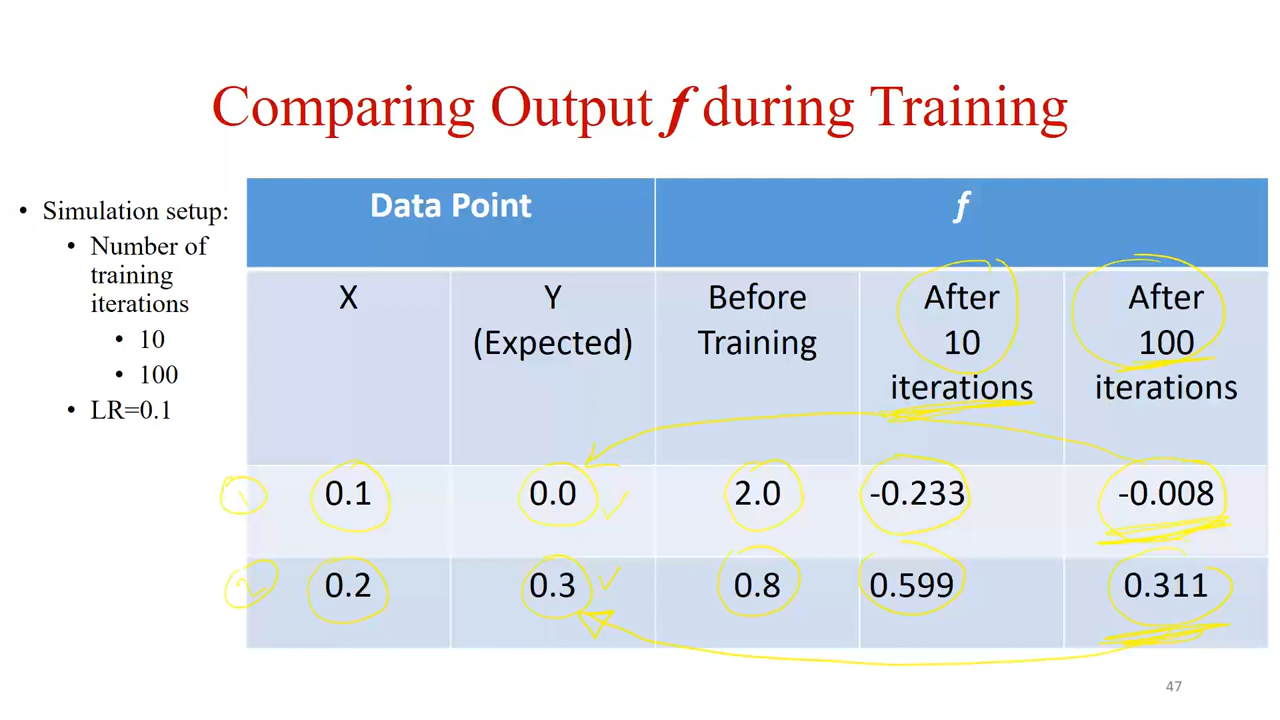 Comparing Output f during Training
• Simulation setup:
• Number of
training
iterations
• 10
• 100
• LR=0.1
Data Point
f
X
Y
(Expected)
Before
Training
After
10
iterations
After
100
iterations
1 0.1 0.0 2.0 -0.233 -0.008
2 0.2 0.3 0.8 0.599 0.311
47